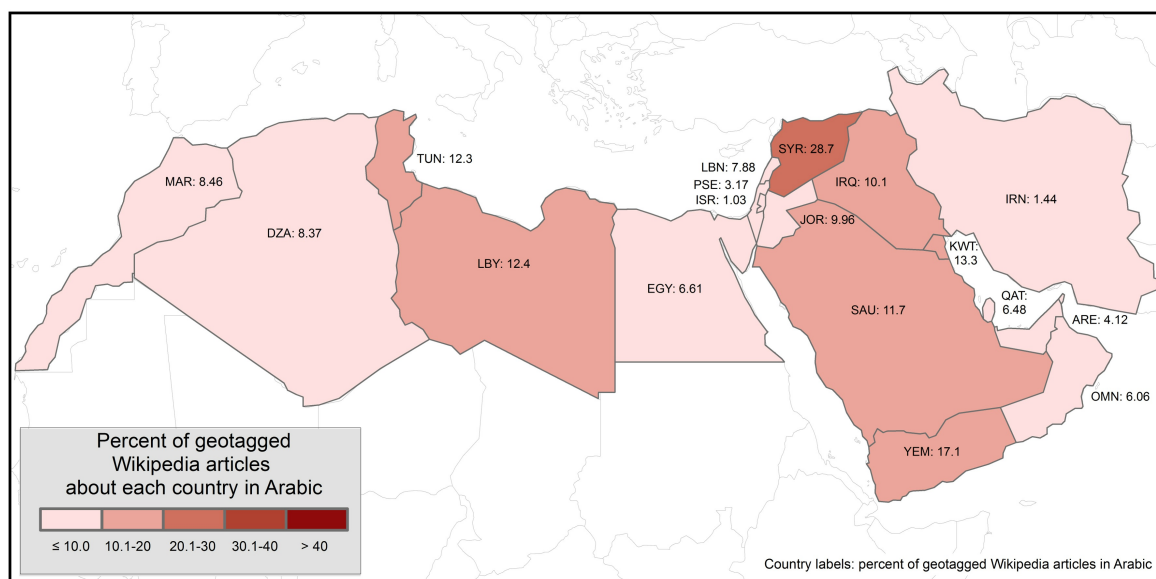 SYR: 28.7
TUN: 12.3
LBN: 7.88
PSE: 3.17
ISR: 1.03
MAR: 8.46
IRQ: 10.1
IRN: 1.44
DZA: 8.37
JOR: 9.96
LBY: 12.4
KWT:
13.3
EGY: 6.61
QAT:
6.48
SAU: 11.7
ARE: 4.12
OMN: 6.06
YEM: 17.1
Percent of geotagged
Wikipedia articles
about each country in Arabic
≤ 10.0 10.1-20 20.1-30 30.1-40 > 40
Country labels: percent of geotagged Wikipedia articles in Arabic